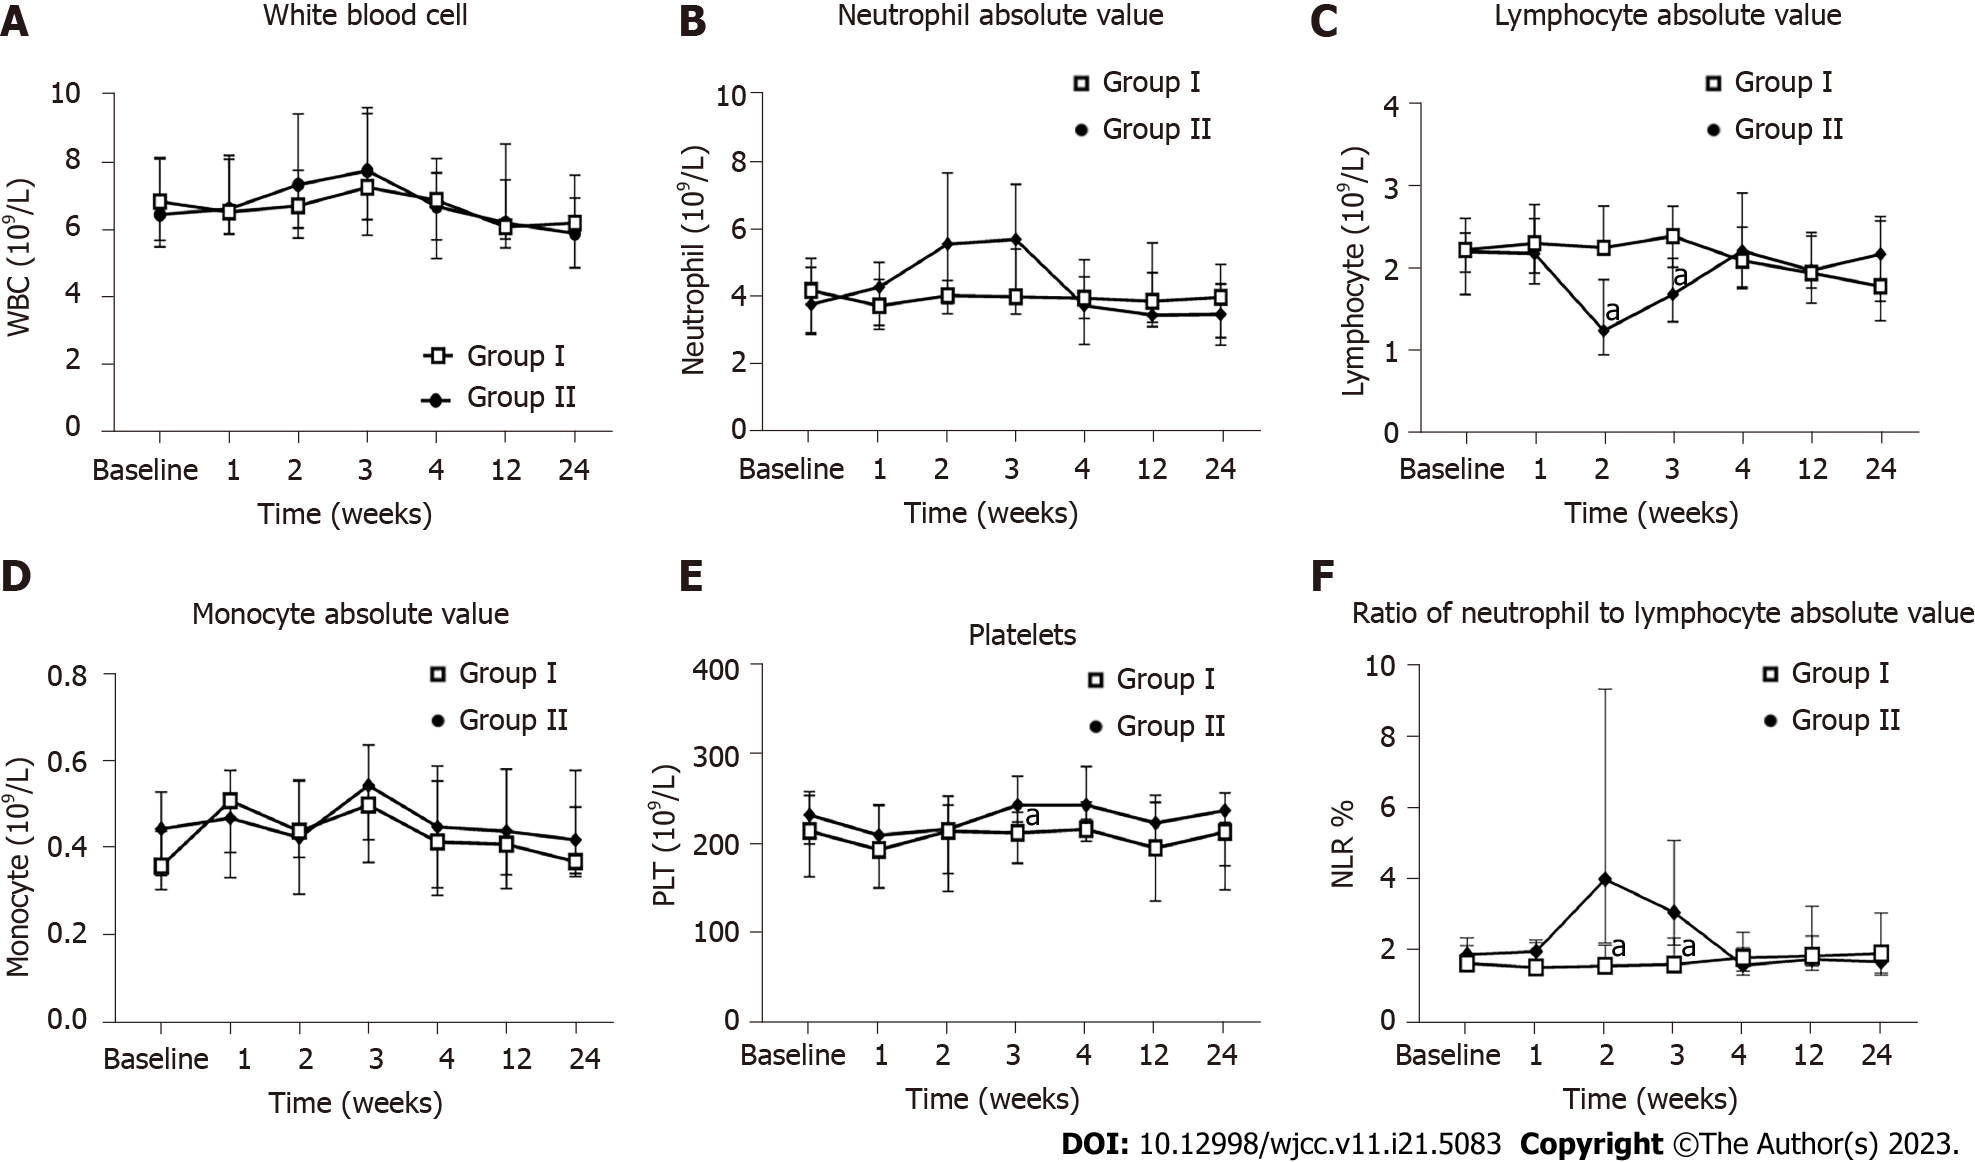 A
White blood cell
10
8
6
4
2
0
WBC (10⁹/L)
Group I
Group II
Baseline 1 2 3 4 12 24
Time (weeks)
B
Neutrophil absolute value
Group I
Group II
10
8
6
4
2
0
Neutrophil (10⁹/L)
Baseline 1 2 3 4 12 24
Time (weeks)
C
Lymphocyte absolute value
Group I
Group II
4
3
2
1
0
Lymphocyte (10⁹/L)
a
a
Baseline 1 2 3 4 12 24
Time (weeks)
D
Monocyte absolute value
Group I
Group II
0.8
0.6
0.4
0.2
0.0
Monocyte (10⁹/L)
Baseline 1 2 3 4 12 24
Time (weeks)
E
Platelets
Group I
Group II
400
300
200
100
0
PLT (10⁹/L)
a
Baseline 1 2 3 4 12 24
Time (weeks)
F
Ratio of neutrophil to lymphocyte absolute value
Group I
Group II
10
8
6
4
2
0
NLR %
a
a
Baseline 1 2 3 4 12 24
Time (weeks)
DOI: 10.12998/wjcc.v11.i21.5083 Copyright ©The Author(s) 2023.